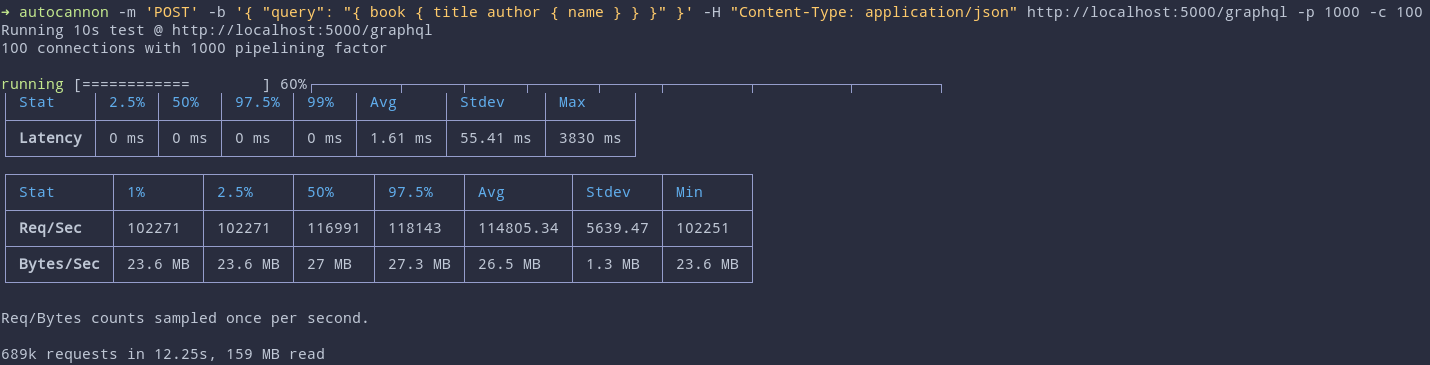 ➜ autocannon -m 'POST' -b '{ "query": "{ book { title author { name } } }" }' -H "Content-Type: application/json" http://localhost:5000/graphql -p 1000 -c 100
Running 10s test @ http://localhost:5000/graphql
100 connections with 1000 pipelining factor
running [============        ] 60%
Stat 2.5% 50% 97.5% 99% Avg Stdev Max
Latency 0 ms 0 ms 0 ms 0 ms 1.61 ms 55.41 ms 3830 ms
Stat 1% 2.5% 50% 97.5% Avg Stdev Min
Req/Sec 102271 102271 116991 118143 114805.34 5639.47 102251
Bytes/Sec 23.6 MB 23.6 MB 27 MB 27.3 MB 26.5 MB 1.3 MB 23.6 MB
Req/Bytes counts sampled once per second.
689k requests in 12.25s, 159 MB read